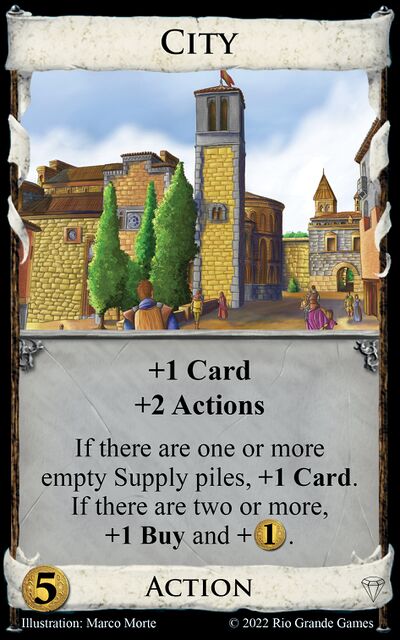 CITY
+1 Card
+2 Actions
If there are one or more
empty Supply piles, +1 Card.
If there are two or more,
+1 Buy and +1.
5 ACTION
Illustration: Marco Morte © 2022 Rio Grande Games